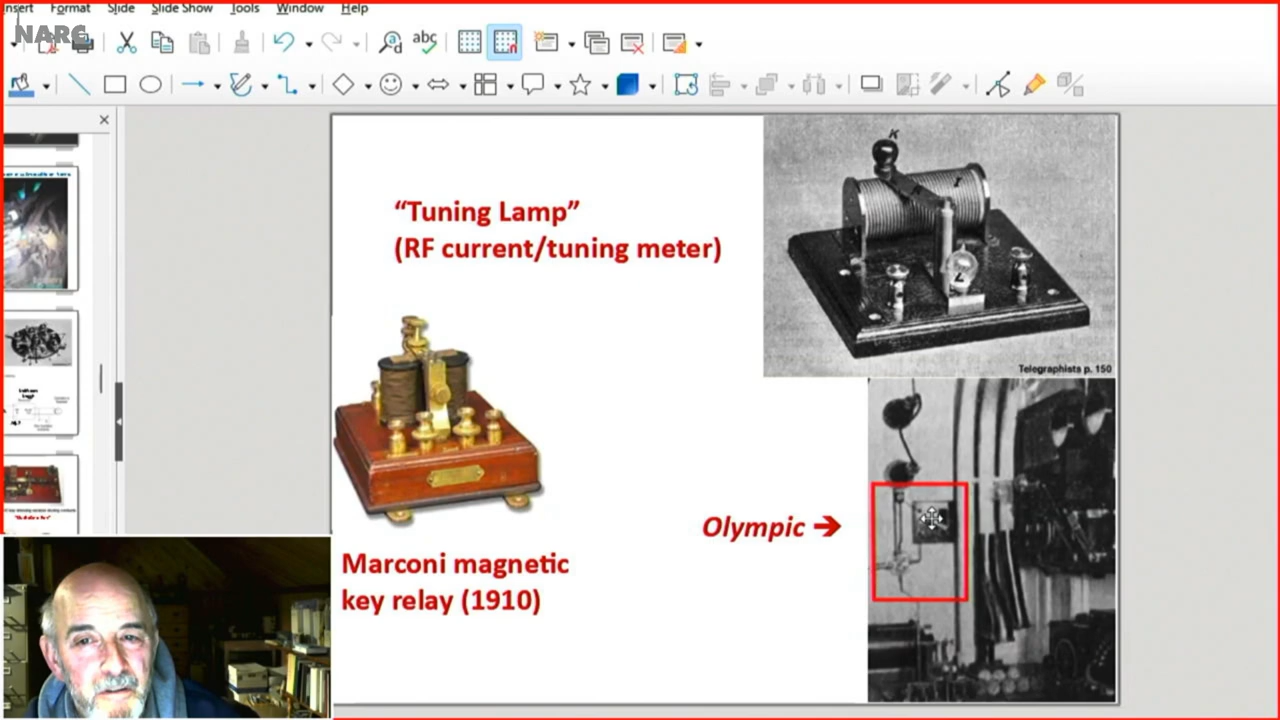 Insert Format Slide Slide Show Tools Window Help
NARC
abc
“Tuning Lamp”
(RF current/tuning meter)
K
L
Telegraphists p. 150
Olympic ➔
Marconi magnetic
key relay (1910)